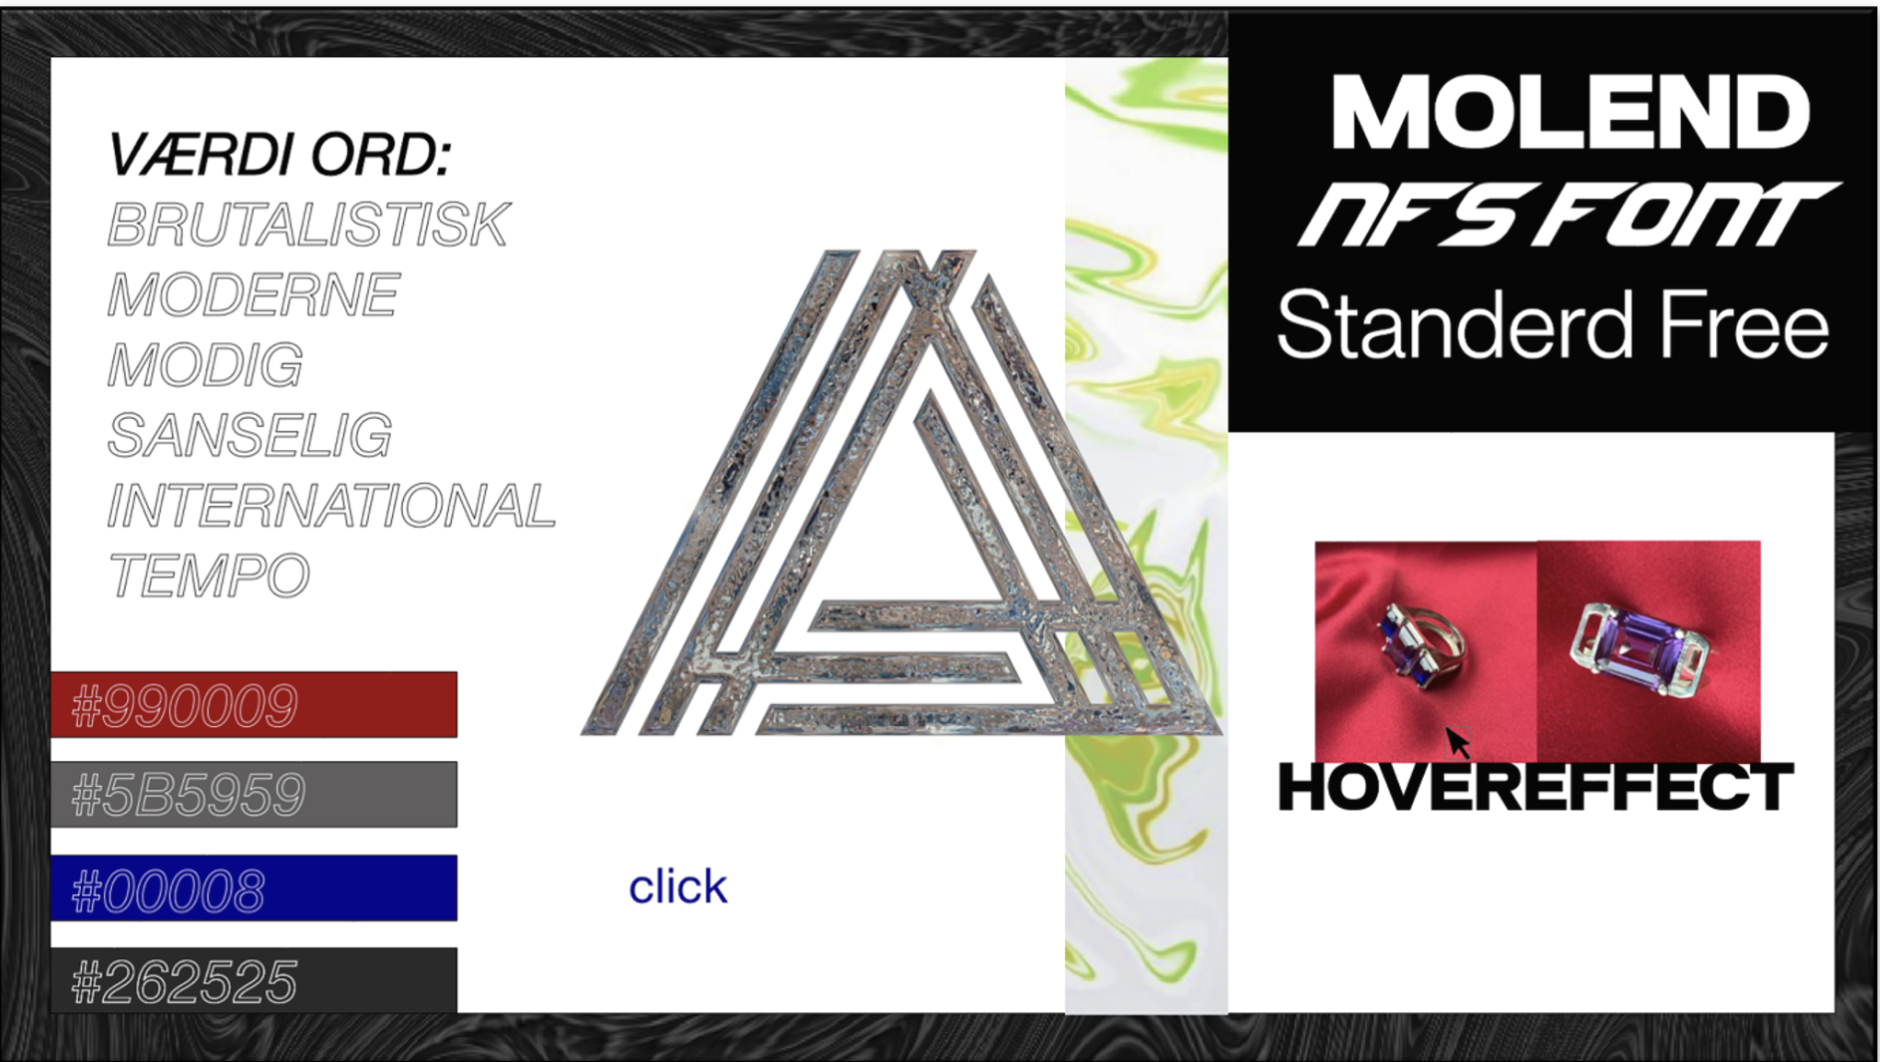 VÆRDI ORD:
BRUTALISTISK
MODERNE
MODIG
SANSELIG
INTERNATIONAL
TEMPO
#990009
#5B5959
#00008
#262525
click
MOLEND
NFS FONT
Standerd Free
HOVEREFFECT